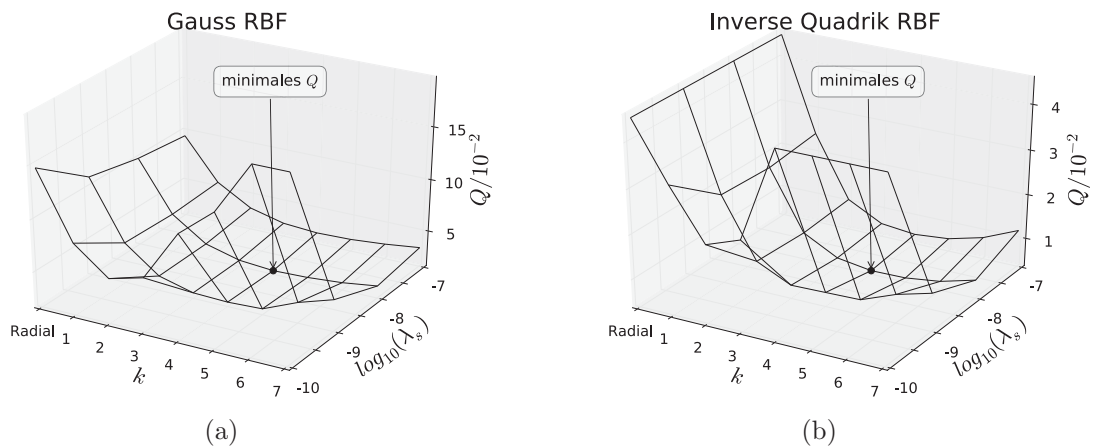 Gauss RBF
minimales Q
15
10
5
Q/10⁻²
-7
-8
-9
-10
log₁₀(λₛ)
Radial
1
2
3
4
5
6
7
k
(a)
Inverse Quadrik RBF
minimales Q
4
3
2
1
Q/10⁻²
-7
-8
-9
-10
log₁₀(λₛ)
Radial
1
2
3
4
5
6
7
k
(b)